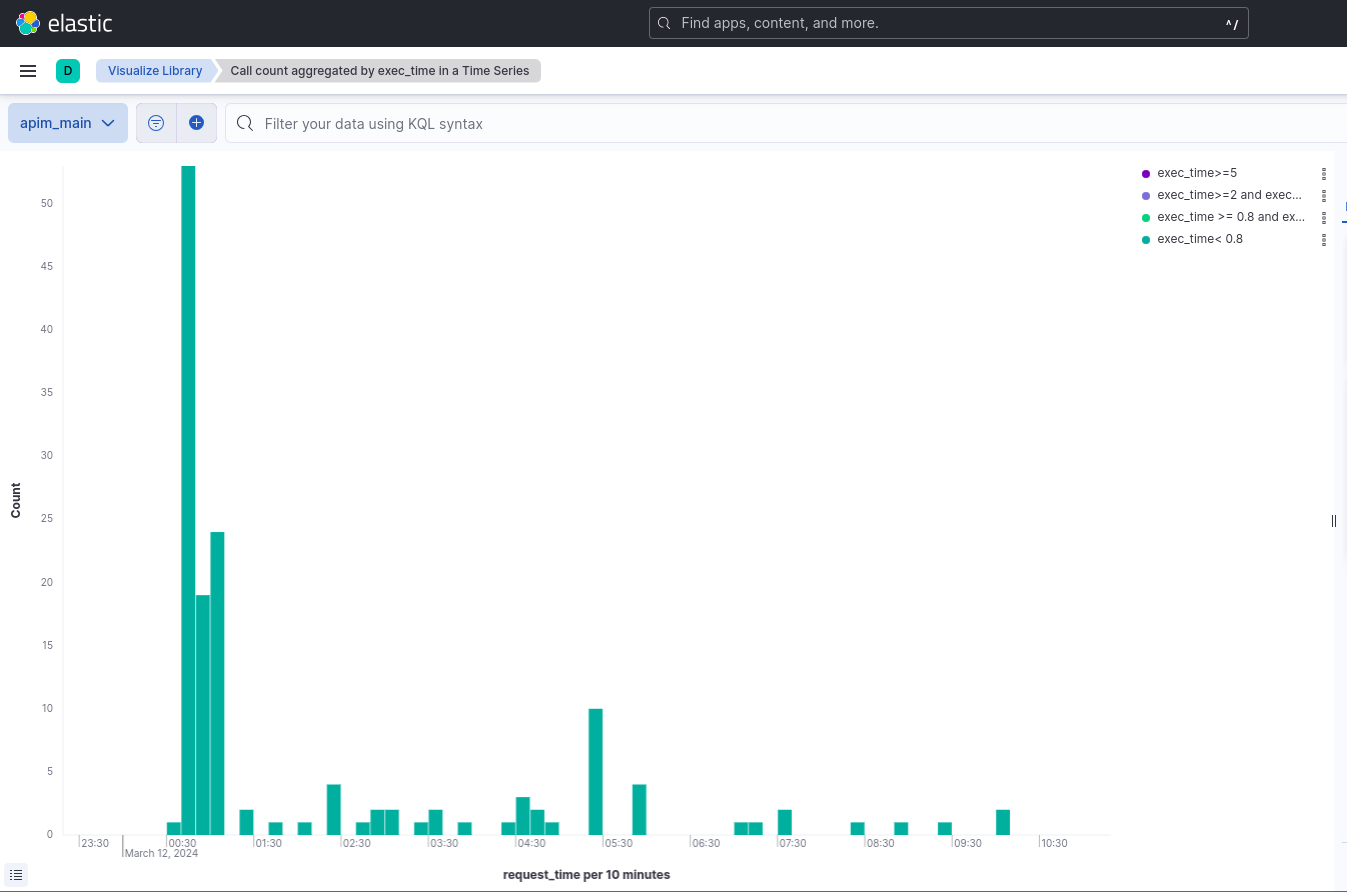 elastic
Find apps, content, and more.
^/
D
Visualize Library
Call count aggregated by exec_time in a Time Series
apim_main
Filter your data using KQL syntax
exec_time>=5
exec_time>=2 and exec...
exec_time >= 0.8 and ex...
exec_time< 0.8
50
45
40
35
30
25
20
15
10
5
0
Count
23:30
00:30
01:30
02:30
03:30
04:30
05:30
06:30
07:30
08:30
09:30
10:30
March 12, 2024
request_time per 10 minutes